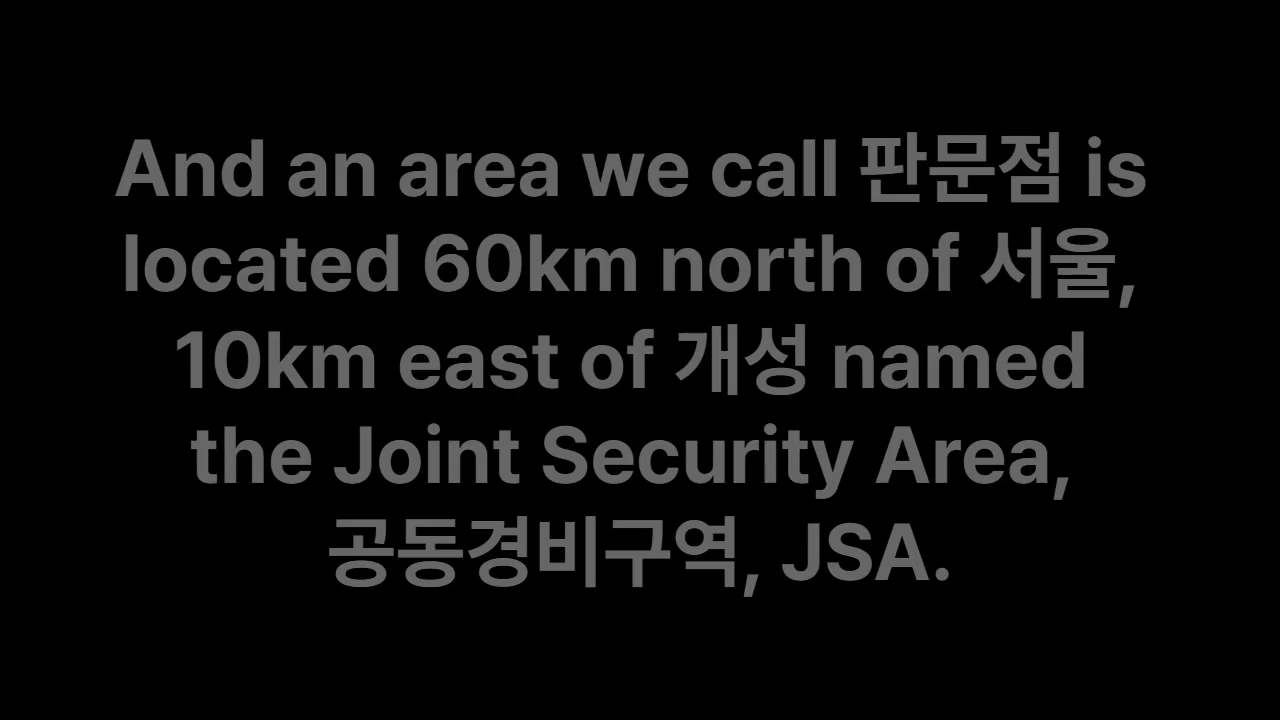 And an area we call 판문점 is
located 60km north of 서울,
10km east of 개성 named
the Joint Security Area,
공동경비구역, JSA.